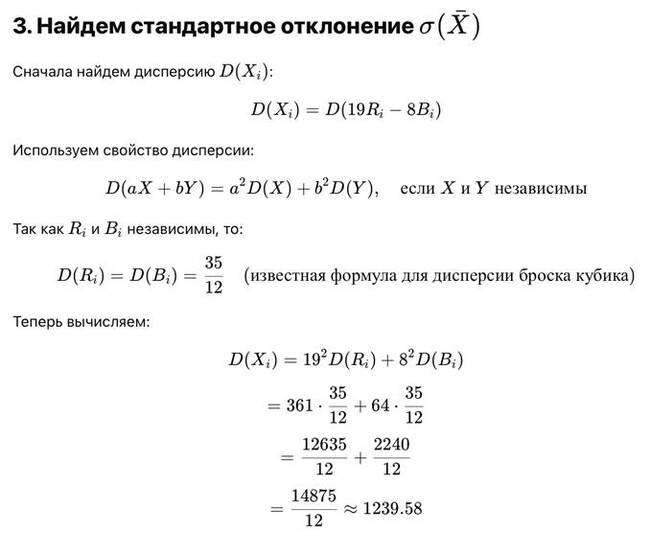 3. Найдем стандартное отклонение σ(X̄)
Сначала найдем дисперсию D(Xᵢ):
D(Xᵢ) = D(19Rᵢ − 8Bᵢ)
Используем свойство дисперсии:
D(aX + bY) = a²D(X) + b²D(Y), если X и Y независимы
Так как Rᵢ и Bᵢ независимы, то:
D(Rᵢ) = D(Bᵢ) = 35/12 (известная формула для дисперсии броска кубика)
Теперь вычисляем:
D(Xᵢ) = 19²D(Rᵢ) + 8²D(Bᵢ)
= 361 · 35/12 + 64 · 35/12
= 12635/12 + 2240/12
= 14875/12 ≈ 1239.58